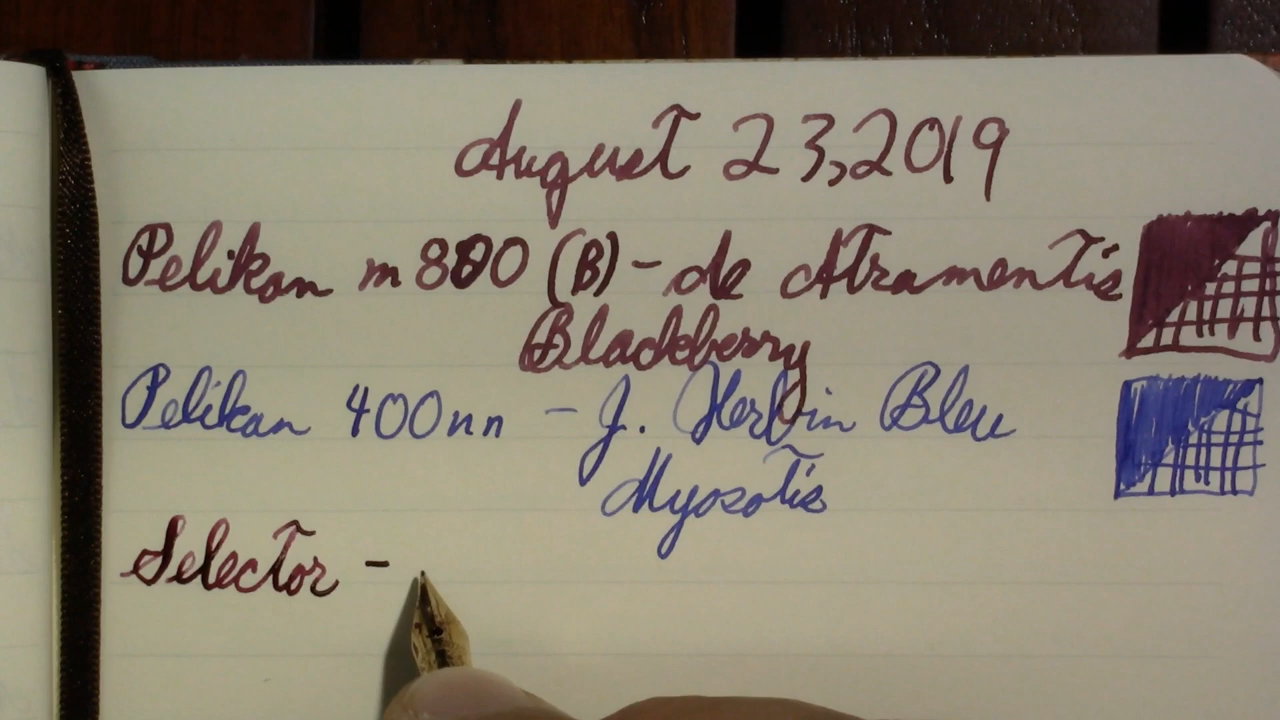 August 23, 2019
Pelikan m800 (B) - de Atramentis
Blackberry
Pelikan 400nn - J. Herbin Bleu
Myosotis
Selector -